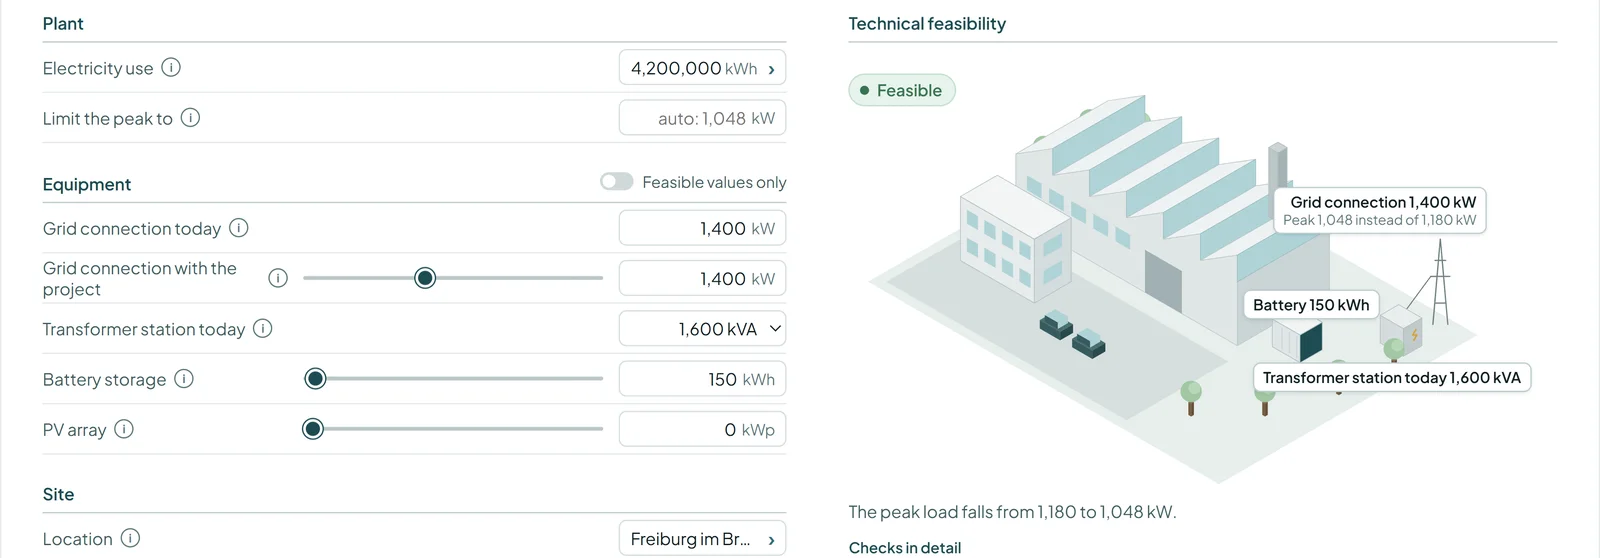 Plant
Electricity use
4,200,000 kWh
Limit the peak to
auto: 1,048 kW
Equipment
Feasible values only
Grid connection today
1,400 kW
Grid connection with the
project
1,400 kW
Transformer station today
1,600 kVA
Battery storage
150 kWh
PV array
0 kWp
Site
Location
Freiburg im Br...
Technical feasibility
Feasible
Grid connection 1,400 kW
Peak 1,048 instead of 1,180 kW
Battery 150 kWh
Transformer station today 1,600 kVA
The peak load falls from 1,180 to 1,048 kW.
Checks in detail